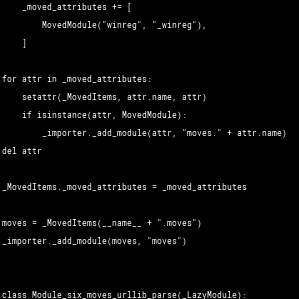 _moved_attributes += [
        MovedModule("winreg", "_winreg"),
    ]
for attr in _moved_attributes:
    setattr(_MovedItems, attr.name, attr)
    if isinstance(attr, MovedModule):
        _importer._add_module(attr, "moves." + attr.name)
del attr
_MovedItems._moved_attributes = _moved_attributes
moves = _MovedItems(__name__ + ".moves")
_importer._add_module(moves, "moves")
class Module_six_moves_urllib_parse(_LazyModule):